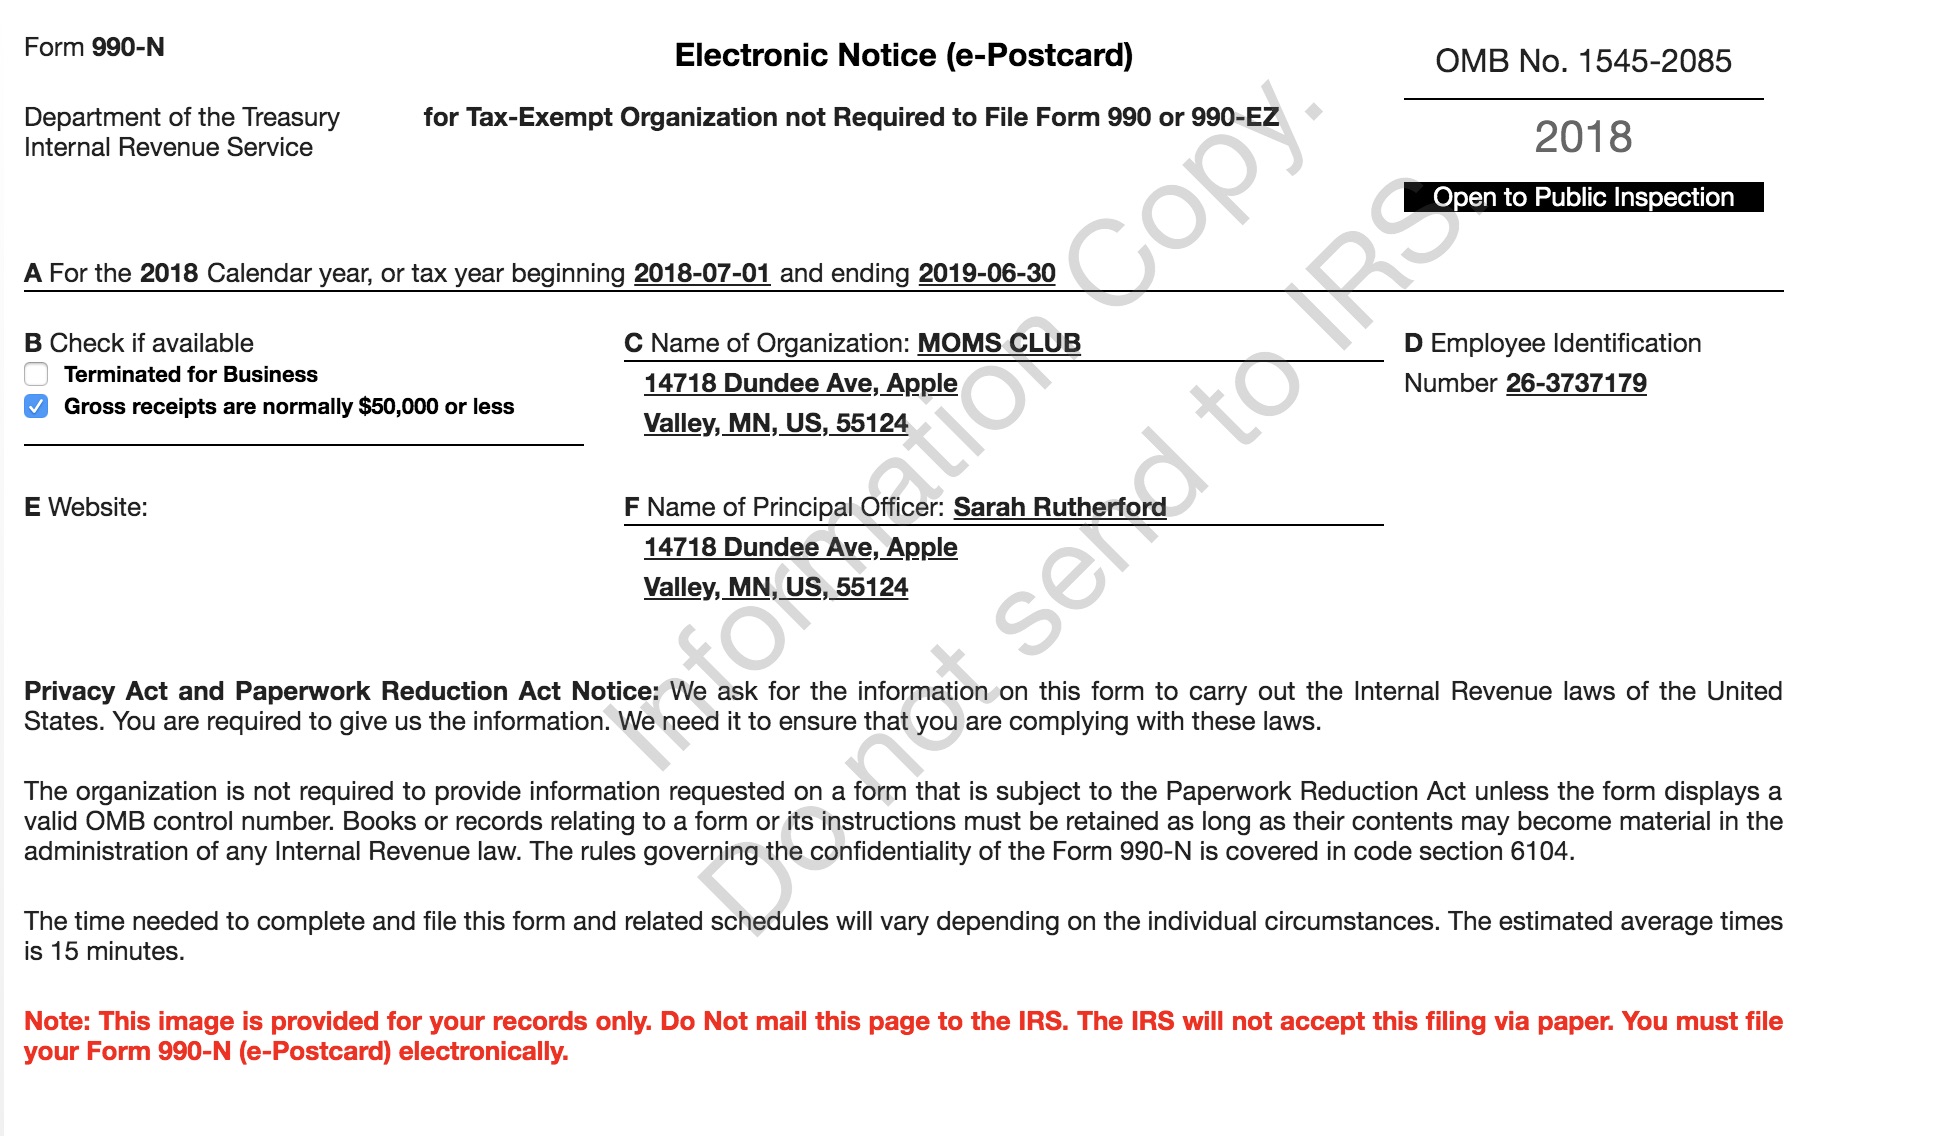 Form 990-N
Electronic Notice (e-Postcard)
OMB No. 1545-2085
Department of the Treasury
Internal Revenue Service
for Tax-Exempt Organization not Required to File Form 990 or 990-EZ
2018
Open to Public Inspection
A For the 2018 Calendar year, or tax year beginning 2018-07-01 and ending 2019-06-30
B Check if available
Terminated for Business
Gross receipts are normally $50,000 or less
C Name of Organization: MOMS CLUB
14718 Dundee Ave, Apple
Valley, MN, US, 55124
D Employee Identification
Number 26-3737179
E Website:
F Name of Principal Officer: Sarah Rutherford
14718 Dundee Ave, Apple
Valley, MN, US, 55124
Privacy Act and Paperwork Reduction Act Notice: We ask for the information on this form to carry out the Internal Revenue laws of the United
States. You are required to give us the information. We need it to ensure that you are complying with these laws.
The organization is not required to provide information requested on a form that is subject to the Paperwork Reduction Act unless the form displays a
valid OMB control number. Books or records relating to a form or its instructions must be retained as long as their contents may become material in the
administration of any Internal Revenue law. The rules governing the confidentiality of the Form 990-N is covered in code section 6104.
The time needed to complete and file this form and related schedules will vary depending on the individual circumstances. The estimated average times
is 15 minutes.
Note: This image is provided for your records only. Do Not mail this page to the IRS. The IRS will not accept this filing via paper. You must file
your Form 990-N (e-Postcard) electronically.
Information Copy.
Do not send to IRS.